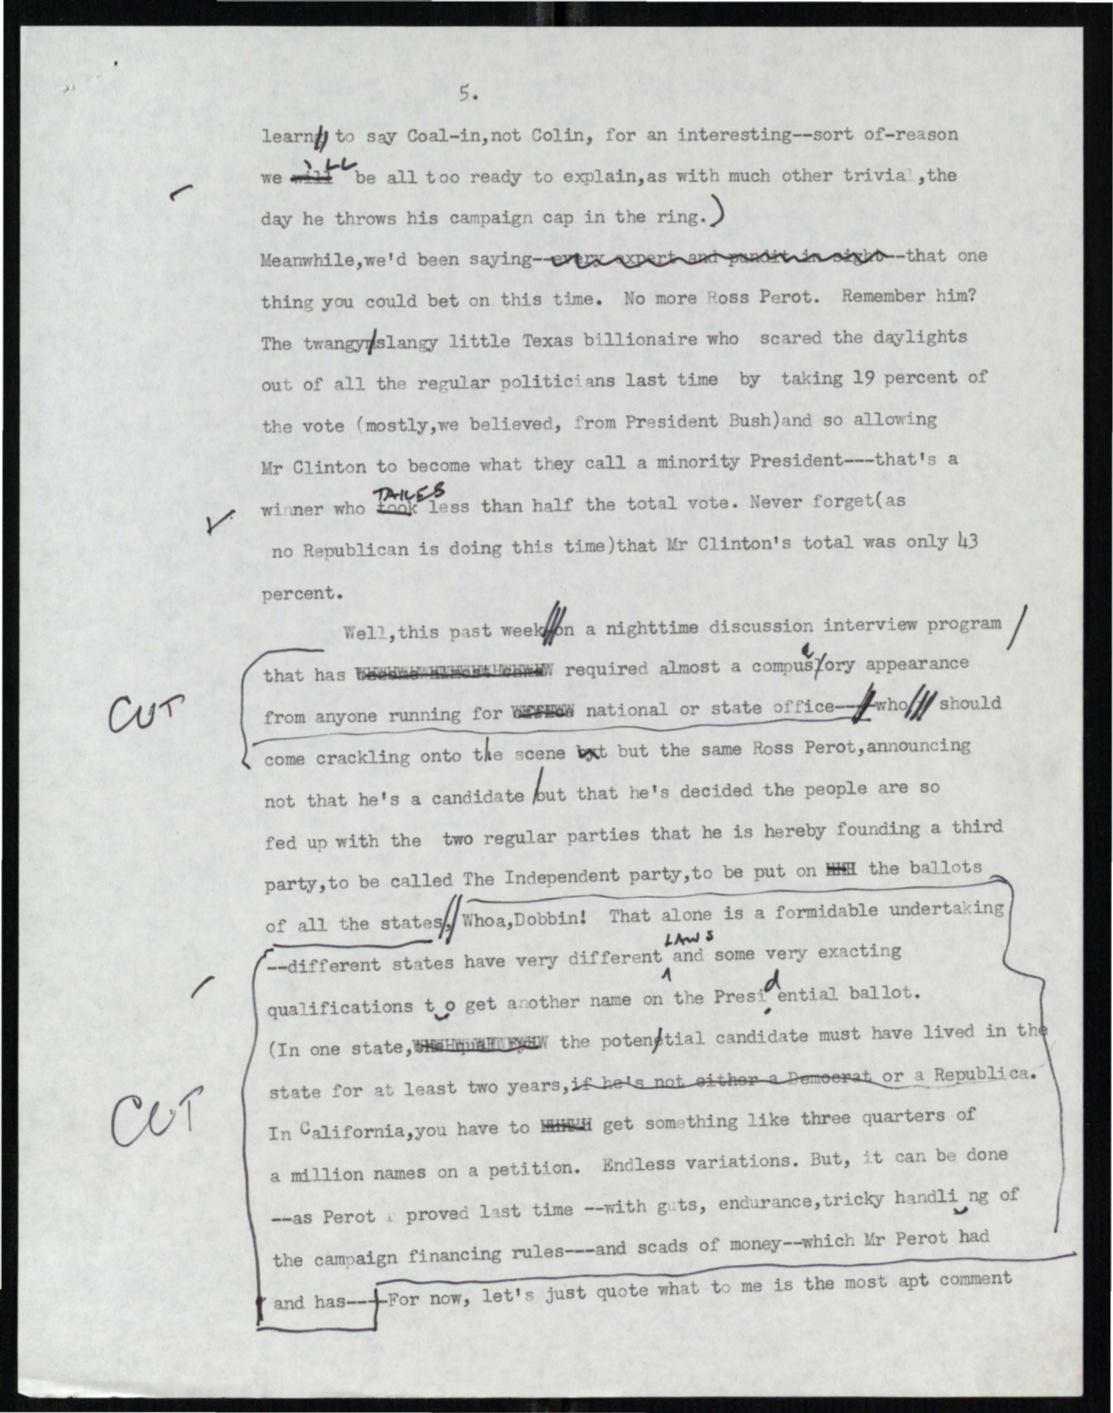 5.
learn to say Coal-in,not Colin, for an interesting--sort of-reason
we 'LL be all too ready to explain,as with much other trivia ,the
day he throws his campaign cap in the ring.)
Meanwhile,we'd been saying--every expert and pundit in sight--that one
thing you could bet on this time. No more Ross Perot. Remember him?
The twangy/slangy little Texas billionaire who scared the daylights
out of all the regular politicians last time by taking 19 percent of
the vote (mostly,we believed, from President Bush)and so allowing
Mr Clinton to become what they call a minority President---that's a
TAKES
winner who took less than half the total vote. Never forget(as
no Republican is doing this time)that Mr Clinton's total was only 43
percent.
Well,this past week//on a nighttime discussion interview program /
that has required almost a compusory appearance
CUT
from anyone running for national or state office--who should
come crackling onto the scene but but the same Ross Perot,announcing
not that he's a candidate but that he's decided the people are so
fed up with the two regular parties that he is hereby founding a third
party,to be called The Independent party,to be put on the ballots
of all the states, Whoa,Dobbin! That alone is a formidable undertaking
LAWS
--different states have very different and some very exacting
qualifications t o get another name on the Presidential ballot.
(In one state, the potential candidate must have lived in the
state for at least two years,if he's not either a Democrat or a Republica.
CUT
In California,you have to get something like three quarters of
a million names on a petition. Endless variations. But, it can be done
--as Perot proved last time --with guts, endurance,tricky handli ng of
the campaign financing rules---and scads of money--which Mr Perot had
and has--- For now, let's just quote what to me is the most apt comment